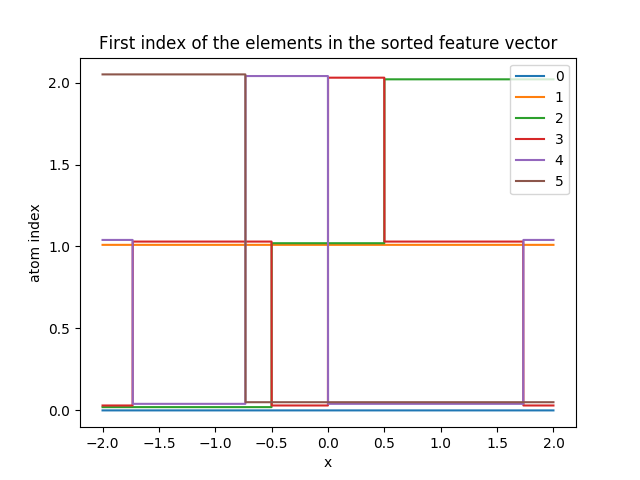 First index of the elements in the sorted feature vector
2.0
1.5
1.0
0.5
0.0
atom index
−2.0 −1.5 −1.0 −0.5 0.0 0.5 1.0 1.5 2.0
x
0
1
2
3
4
5